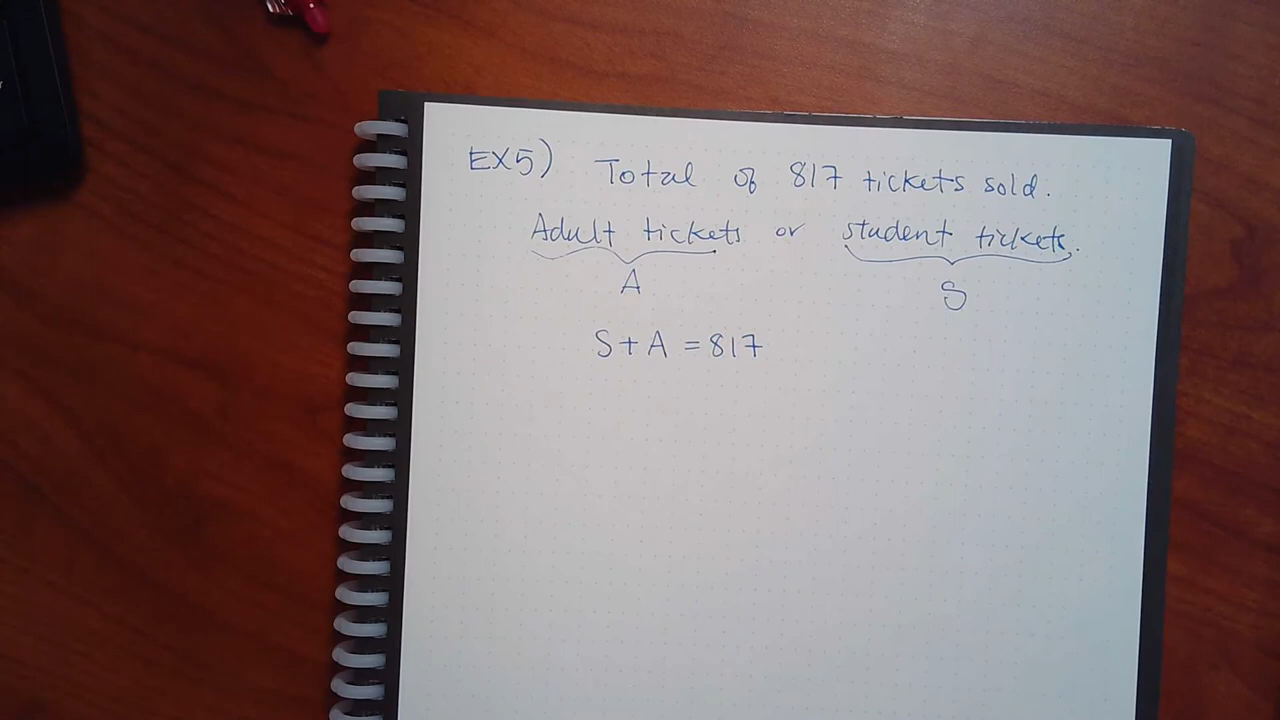 EX5) Total of 817 tickets sold.
Adult tickets or student tickets.
A S
S+A =817